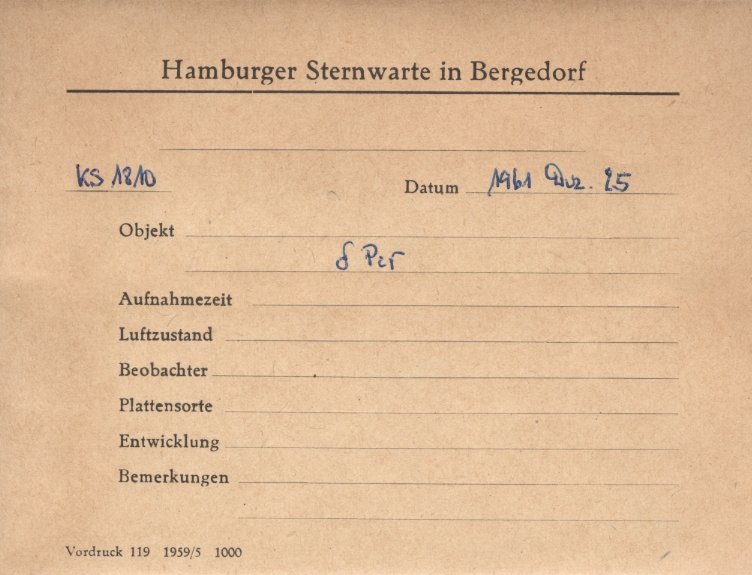 Hamburger Sternwarte in Bergedorf
KS 1810 Datum 1961 Dez. 25
Objekt
δ Per
Aufnahmezeit
Luftzustand
Beobachter
Plattensorte
Entwicklung
Bemerkungen
Vordruck 119 1959/5 1000